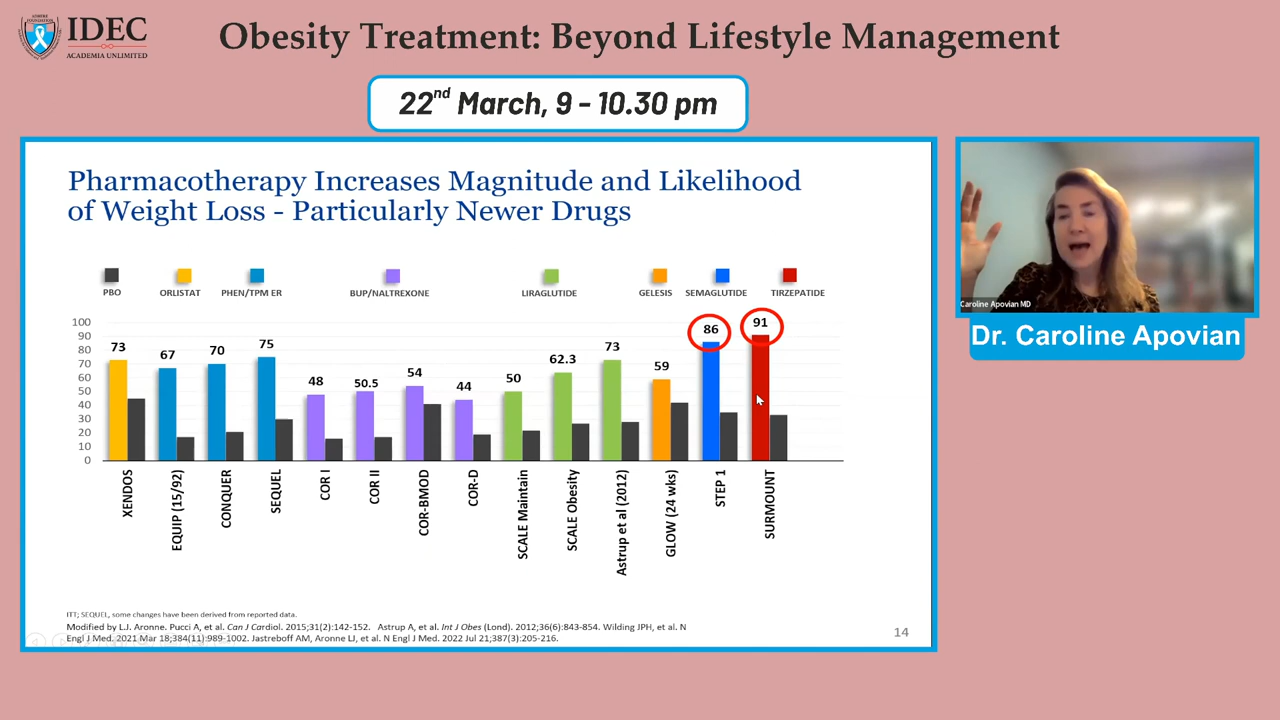 IDEC
ACADEMIA UNLIMITED
Obesity Treatment: Beyond Lifestyle Management
22nd March, 9 - 10.30 pm
Pharmacotherapy Increases Magnitude and Likelihood
of Weight Loss - Particularly Newer Drugs
PBO ORLISTAT PHEN/TPM ER BUP/NALTREXONE LIRAGLUTIDE GELESIS SEMAGLUTIDE TIRZEPATIDE
100
90
80
70
60
50
40
30
20
10
0
73 67 70 75 48 50.5 54 44 50 62.3 73 59 86 91
XENDOS
EQUIP (15/92)
CONQUER
SEQUEL
COR I
COR II
COR-BMOD
COR-D
SCALE Maintain
SCALE Obesity
Astrup et al (2012)
GLOW (24 wks)
STEP 1
SURMOUNT
ITT; SEQUEL, some changes have been derived from reported data.
Modified by L.J. Aronne. Pucci A, et al. Can J Cardiol. 2015;31(2):142-152. Astrup A, et al. Int J Obes (Lond). 2012;36(6):843-854. Wilding JPH, et al. N
Engl J Med. 2021 Mar 18;384(11):989-1002. Jastreboff AM, Aronne LJ, et al. N Engl J Med. 2022 Jul 21;387(3):205-216.
14
Caroline Apovian MD
Dr. Caroline Apovian